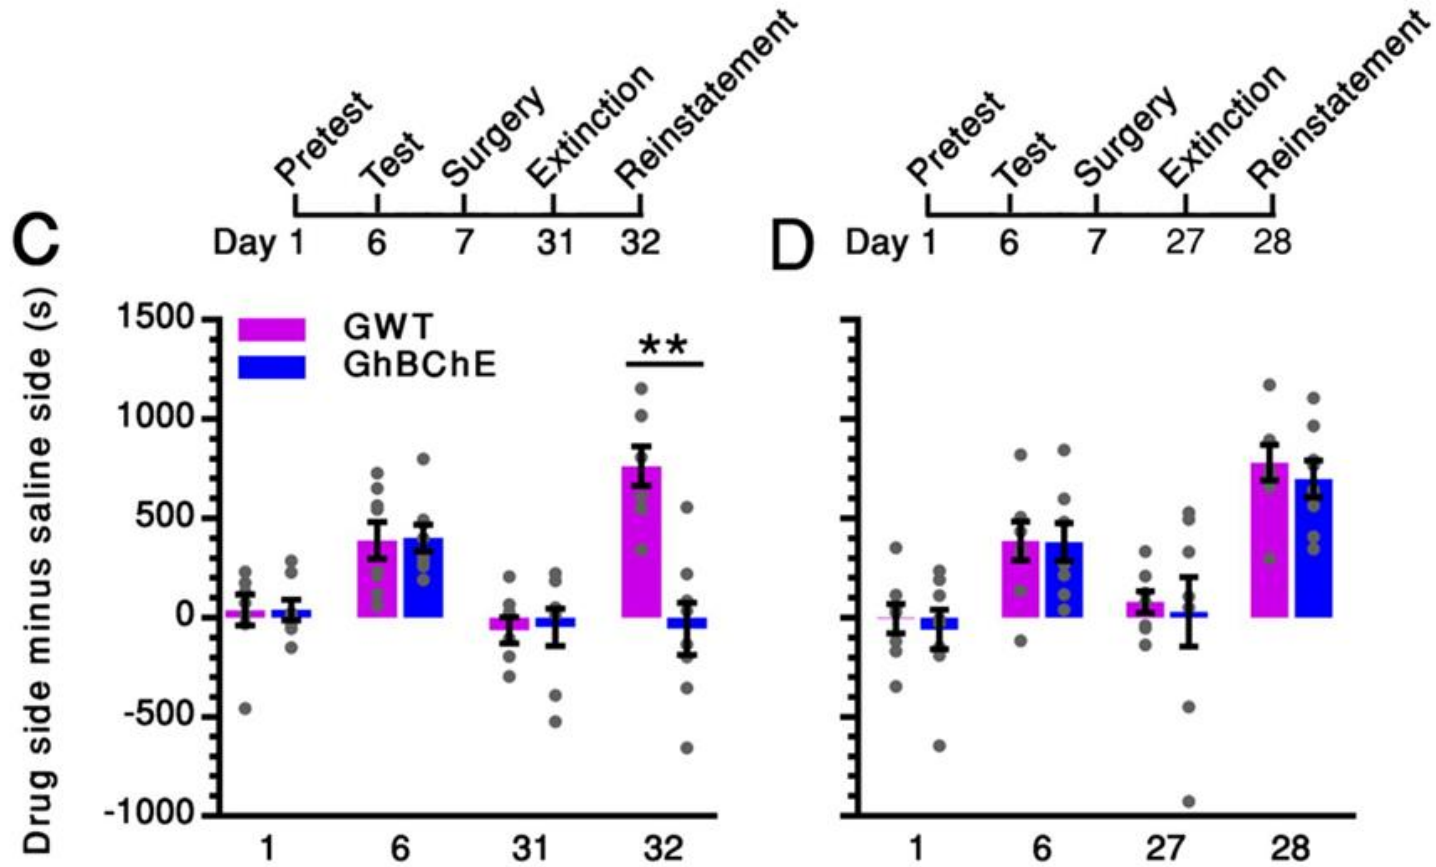 Pretest Test Surgery Extinction Reinstatement
Day 1 6 7 31 32
C
Pretest Test Surgery Extinction Reinstatement
Day 1 6 7 27 28
D
Drug side minus saline side (s)
1500
1000
500
0
-500
-1000
GWT
GhBChE
**
1 6 31 32
1 6 27 28